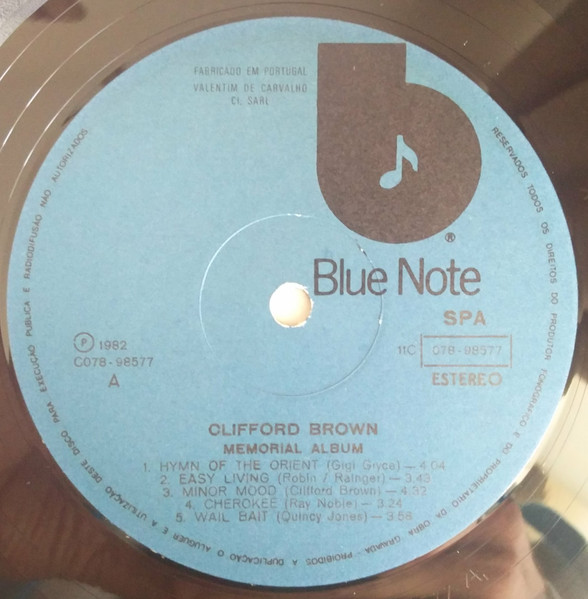 FABRICADO EM PORTUGAL
VALENTIM DE CARVALHO
CI, SARL
b
®
Blue Note
SPA
℗ 1982
C078-98577
A
11C 078-98577
ESTEREO
CLIFFORD BROWN
MEMORIAL ALBUM
1. HYMN OF THE ORIENT (Gigi Gryce) — 4.04
2. EASY LIVING (Robin / Rainger) — 3.43
3. MINOR MOOD (Clifford Brown) — 4.32
4. CHEROKEE (Ray Noble) — 3.24
5. WAIL BAIT (Quincy Jones) — 3.58
RESERVADOS TODOS OS DIREITOS DO PRODUTOR FONOGRÁFICO E DO PROPRIETÁRIO DA OBRA GRAVADA - PROIBIDOS A DUPLICAÇÃO O ALUGUER E A UTILIZAÇÃO DESTE DISCO PARA EXECUÇÃO PÚBLICA E RADIODIFUSÃO NÃO AUTORIZADOS